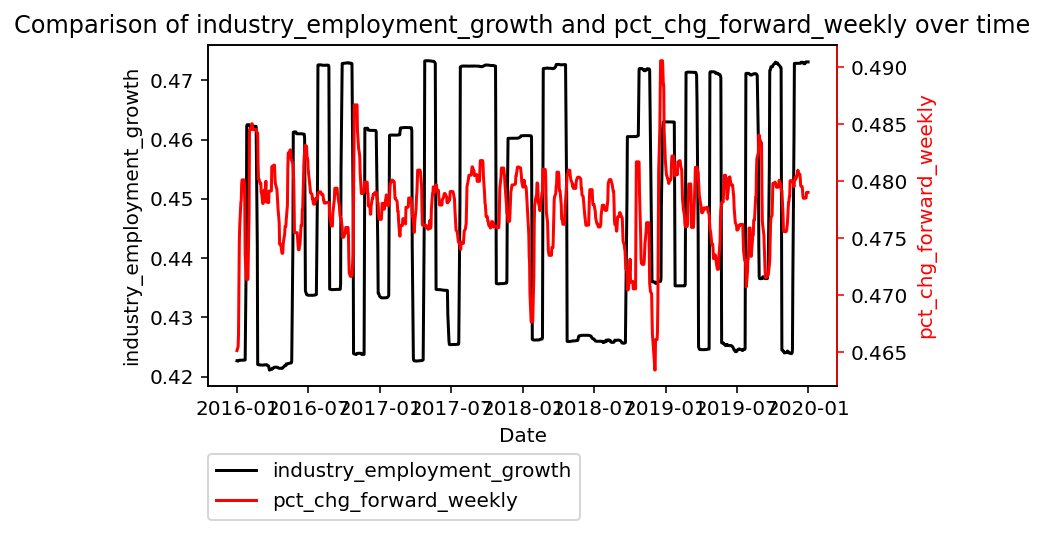 Comparison of industry_employment_growth and pct_chg_forward_weekly over time
industry_employment_growth
0.47
0.46
0.45
0.44
0.43
0.42
0.490
0.485
0.480
0.475
0.470
0.465
pct_chg_forward_weekly
2016-01 2016-07 2017-01 2017-07 2018-01 2018-07 2019-01 2019-07 2020-01
Date
industry_employment_growth
pct_chg_forward_weekly